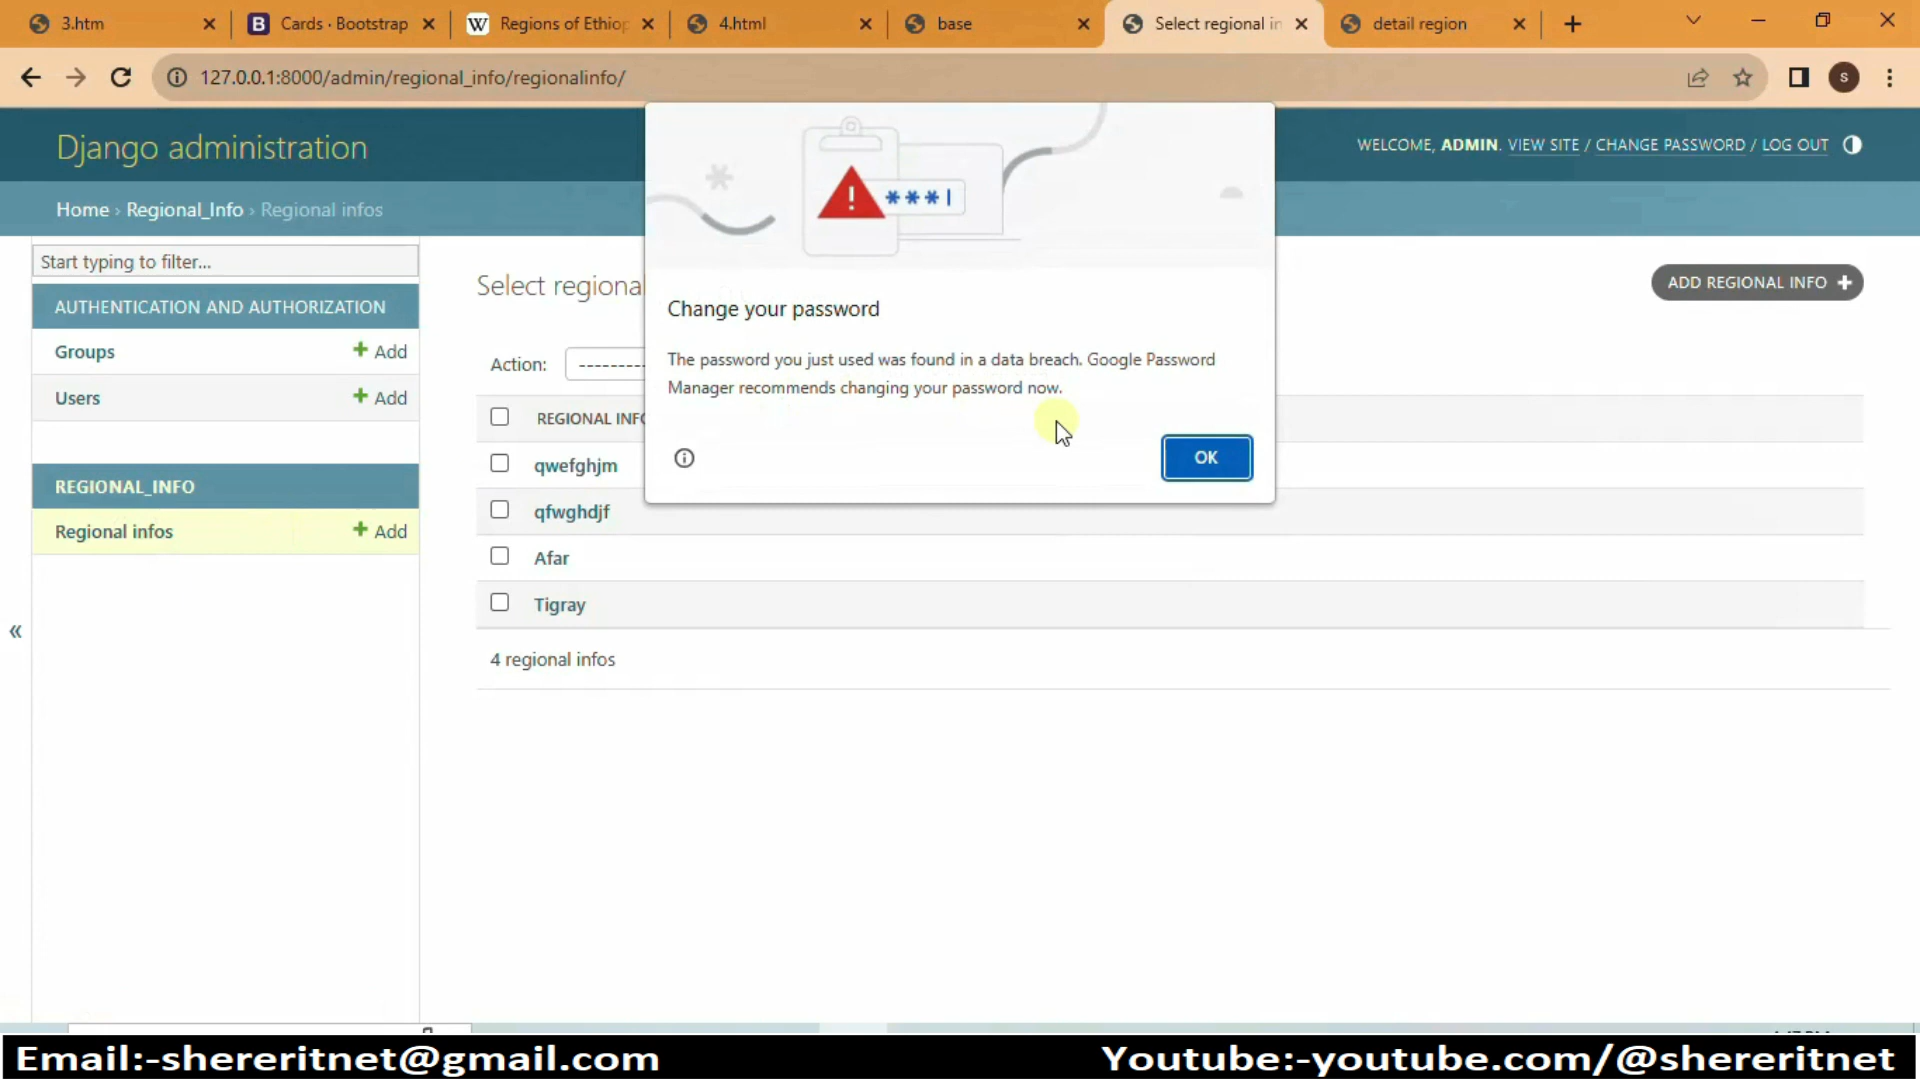 3.htm
Cards · Bootstrap
Regions of Ethiop
4.html
base
Select regional in
detail region
127.0.0.1:8000/admin/regional_info/regionalinfo/
S
Django administration
WELCOME, ADMIN. VIEW SITE / CHANGE PASSWORD / LOG OUT
Home › Regional_Info › Regional infos
Start typing to filter...
AUTHENTICATION AND AUTHORIZATION
Groups + Add
Users + Add
REGIONAL_INFO
Regional infos + Add
«
Select regional
ADD REGIONAL INFO +
Action: ---------
REGIONAL INFO
qwefghjm
qfwghdjf
Afar
Tigray
4 regional infos
***|
Change your password
The password you just used was found in a data breach. Google Password
Manager recommends changing your password now.
OK
Email:-shereritnet@gmail.com
Youtube:-youtube.com/@shereritnet